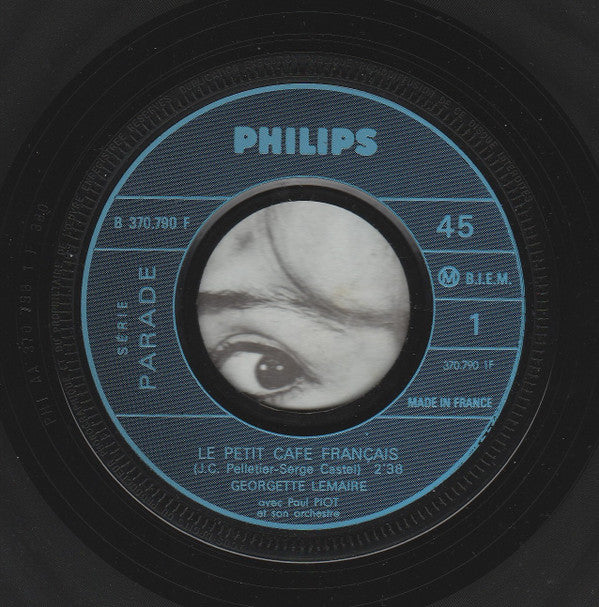 PHILIPS
B 370.790 F
45
B.I.E.M.
SÉRIE
PARADE
1
370.790 1F
MADE IN FRANCE
LE PETIT CAFE FRANÇAIS
(J.C. Pelletier-Serge Castel) 2'38
GEORGETTE LEMAIRE
avec Paul PIOT
et son orchestre